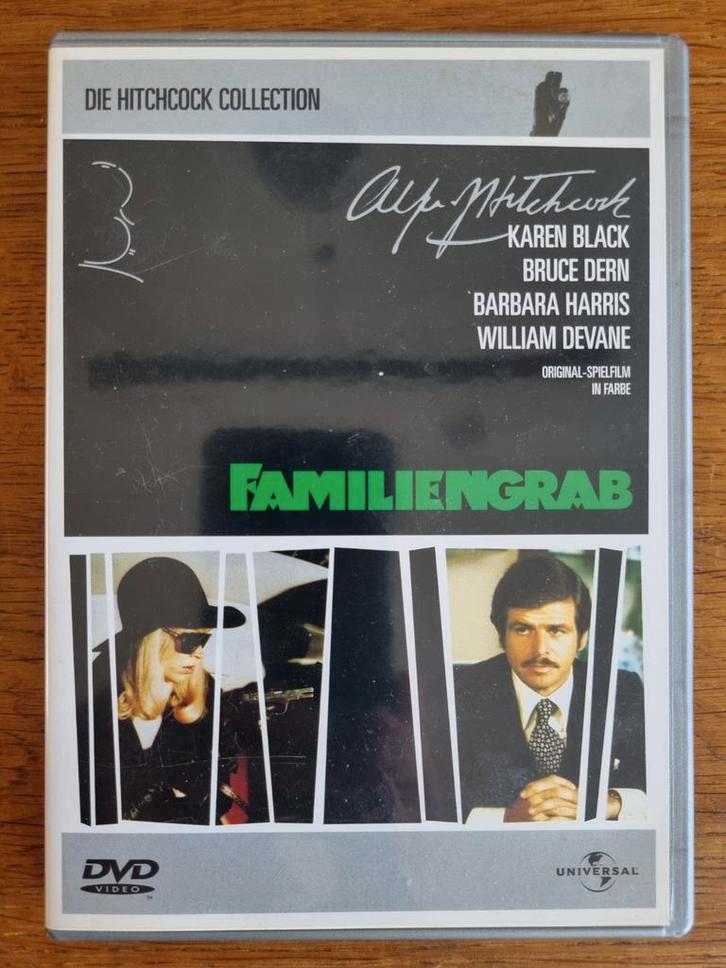 DIE HITCHCOCK COLLECTION
Alfred Hitchcock
KAREN BLACK
BRUCE DERN
BARBARA HARRIS
WILLIAM DEVANE
ORIGINAL-SPIELFILM
IN FARBE
FAMILIENGRAB
DVD
VIDEO
TM
UNIVERSAL